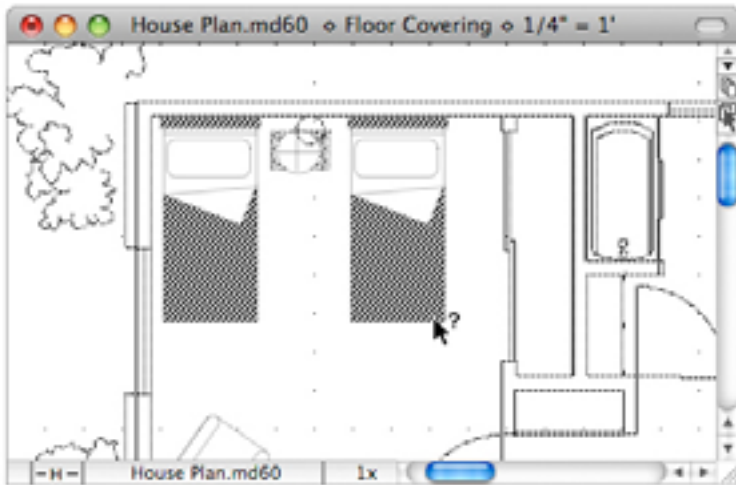 House Plan.md60 ⋄ Floor Covering ⋄ 1/4" = 1'
?
H
House Plan.md60
1x